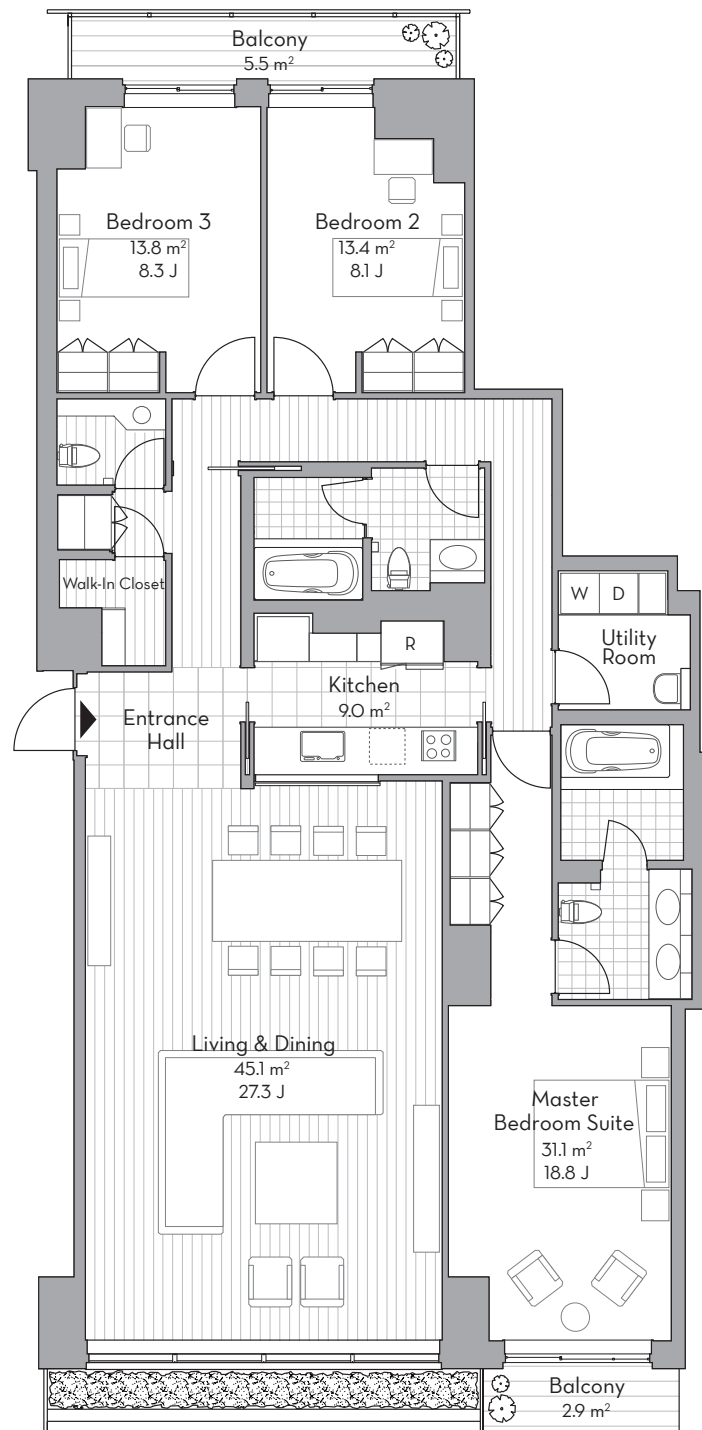 Balcony
5.5 m²
Bedroom 3
13.8 m²
8.3 J
Bedroom 2
13.4 m²
8.1 J
Walk-In Closet
W D
Utility
Room
R
Kitchen
9.0 m²
Entrance
Hall
Living & Dining
45.1 m²
27.3 J
Master
Bedroom Suite
31.1 m²
18.8 J
Balcony
2.9 m²